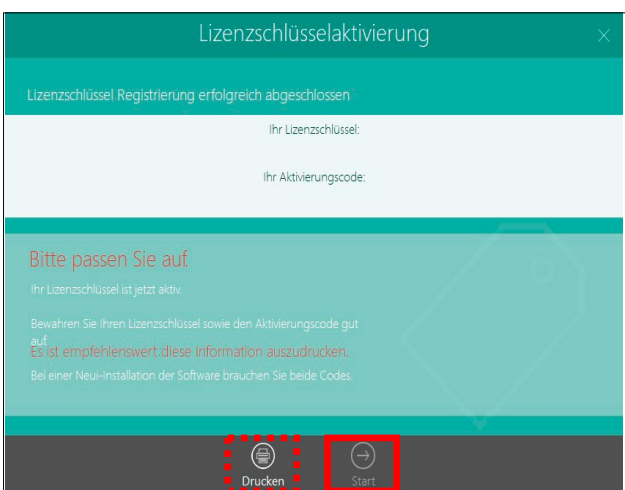 Lizenzschlüsselaktivierung
Lizenzschlüssel Registrierung erfolgreich abgeschlossen
Ihr Lizenzschlüssel:
Ihr Aktivierungscode:
Bitte passen Sie auf.
Ihr Lizenzschlüssel ist jetzt aktiv.
Bewahren Sie Ihren Lizenzschlüssel sowie den Aktivierungscode gut
auf.
Es ist empfehlenswert diese Information auszudrucken.
Bei einer Neui-Installation der Software brauchen Sie beide Codes.
Drucken Start